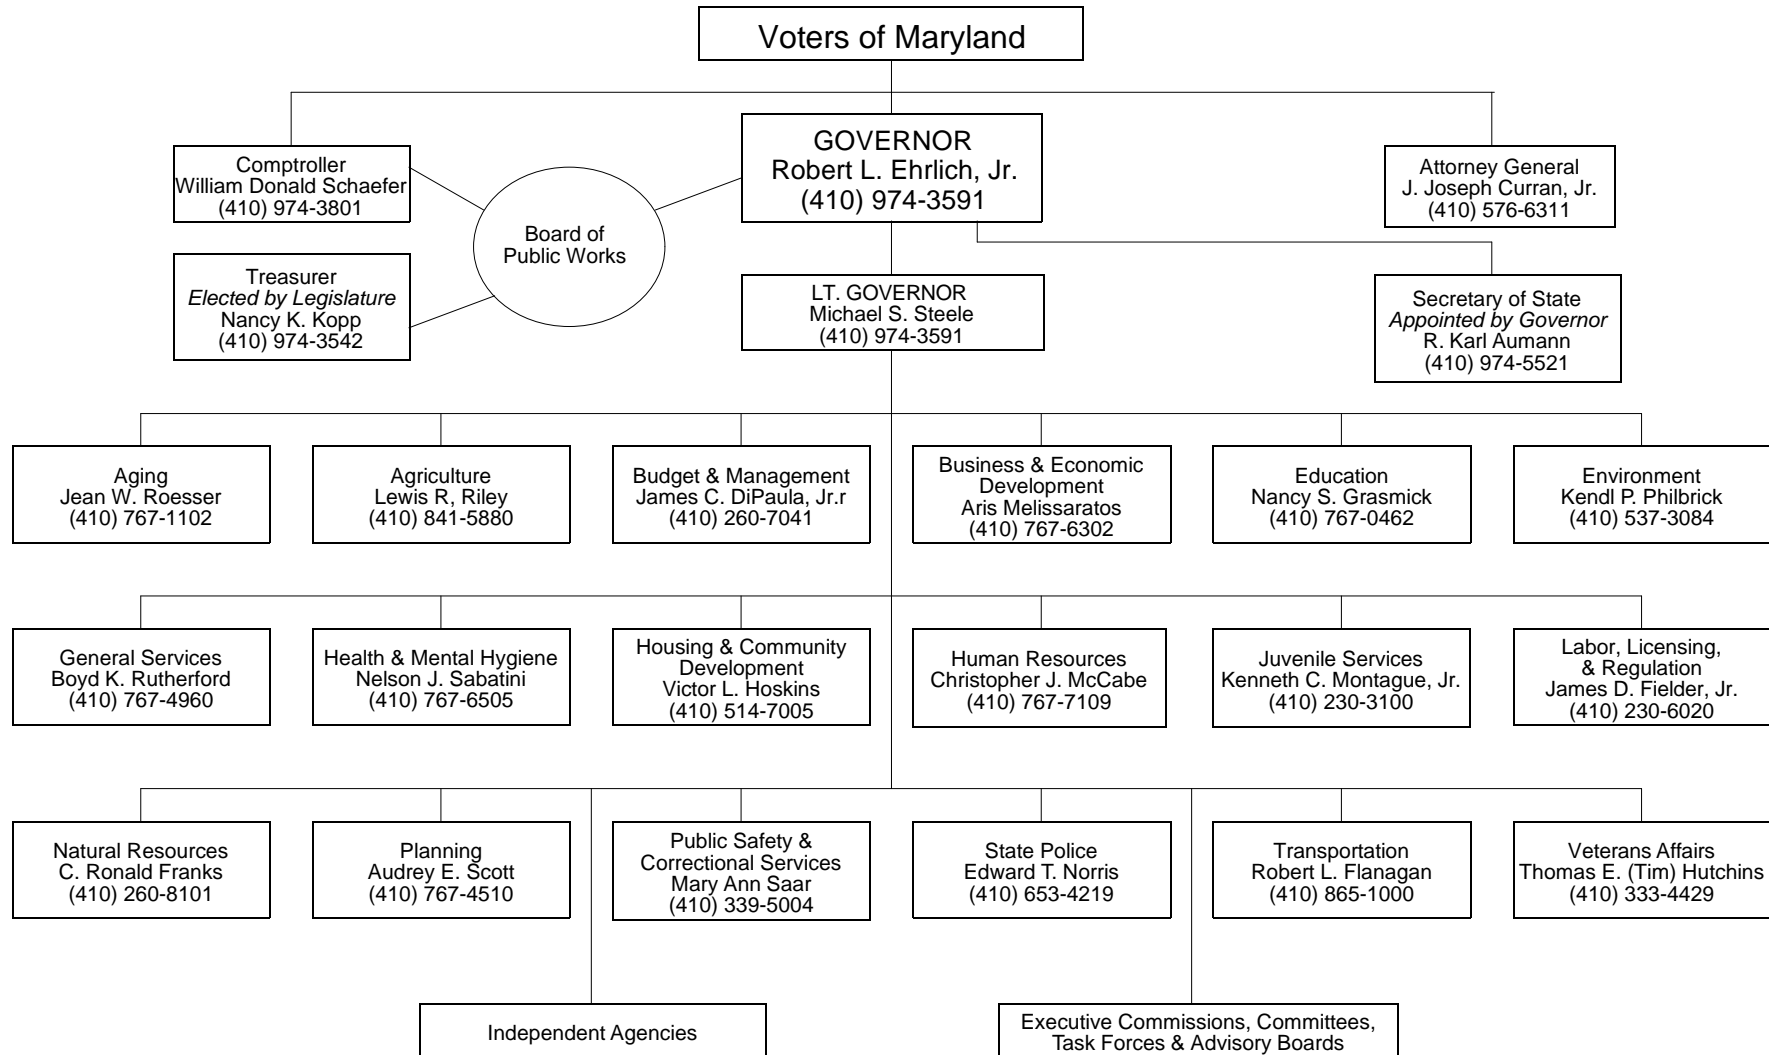 Voters of Maryland
Comptroller
William Donald Schaefer
(410) 974-3801
GOVERNOR
Robert L. Ehrlich, Jr.
(410) 974-3591
Attorney General
J. Joseph Curran, Jr.
(410) 576-6311
Board of
Public Works
Treasurer
Elected by Legislature
Nancy K. Kopp
(410) 974-3542
LT. GOVERNOR
Michael S. Steele
(410) 974-3591
Secretary of State
Appointed by Governor
R. Karl Aumann
(410) 974-5521
Aging
Jean W. Roesser
(410) 767-1102
Agriculture
Lewis R, Riley
(410) 841-5880
Budget & Management
James C. DiPaula, Jr.r
(410) 260-7041
Business & Economic
Development
Aris Melissaratos
(410) 767-6302
Education
Nancy S. Grasmick
(410) 767-0462
Environment
Kendl P. Philbrick
(410) 537-3084
General Services
Boyd K. Rutherford
(410) 767-4960
Health & Mental Hygiene
Nelson J. Sabatini
(410) 767-6505
Housing & Community
Development
Victor L. Hoskins
(410) 514-7005
Human Resources
Christopher J. McCabe
(410) 767-7109
Juvenile Services
Kenneth C. Montague, Jr.
(410) 230-3100
Labor, Licensing,
& Regulation
James D. Fielder, Jr.
(410) 230-6020
Natural Resources
C. Ronald Franks
(410) 260-8101
Planning
Audrey E. Scott
(410) 767-4510
Public Safety &
Correctional Services
Mary Ann Saar
(410) 339-5004
State Police
Edward T. Norris
(410) 653-4219
Transportation
Robert L. Flanagan
(410) 865-1000
Veterans Affairs
Thomas E. (Tim) Hutchins
(410) 333-4429
Independent Agencies
Executive Commissions, Committees,
Task Forces & Advisory Boards